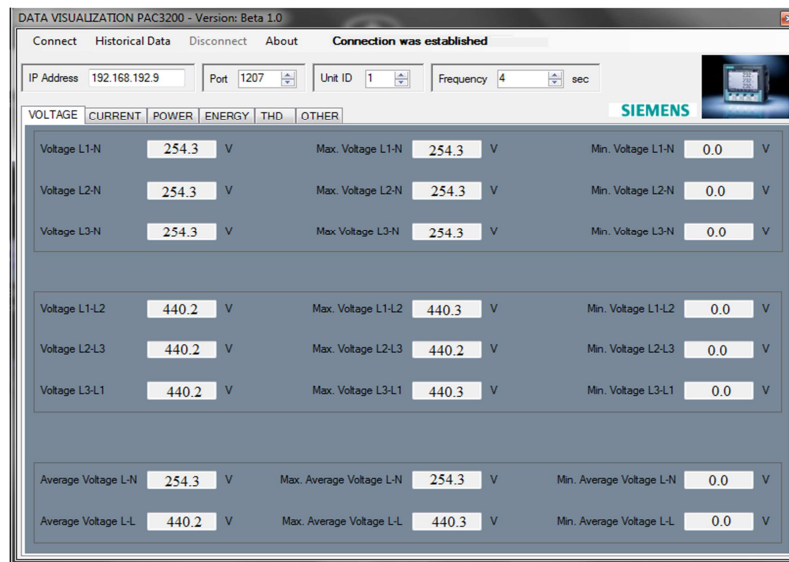 DATA VISUALIZATION PAC3200 - Version: Beta 1.0
Connect Historical Data Disconnect About Connection was established
IP Address 192.168.192.9 Port 1207 Unit ID 1 Frequency 4 sec
SIEMENS
VOLTAGE CURRENT POWER ENERGY THD OTHER
Voltage L1-N 254.3 V Max. Voltage L1-N 254.3 V Min. Voltage L1-N 0.0 V
Voltage L2-N 254.3 V Max. Voltage L2-N 254.3 V Min. Voltage L2-N 0.0 V
Voltage L3-N 254.3 V Max Voltage L3-N 254.3 V Min. Voltage L3-N 0.0 V
Voltage L1-L2 440.2 V Max. Voltage L1-L2 440.3 V Min. Voltage L1-L2 0.0 V
Voltage L2-L3 440.2 V Max. Voltage L2-L3 440.2 V Min. Voltage L2-L3 0.0 V
Voltage L3-L1 440.2 V Max. Voltage L3-L1 440.3 V Min. Voltage L3-L1 0.0 V
Average Voltage L-N 254.3 V Max. Average Voltage L-N 254.3 V Min. Average Voltage L-N 0.0 V
Average Voltage L-L 440.2 V Max. Average Voltage L-L 440.3 V Min. Average Voltage L-L 0.0 V